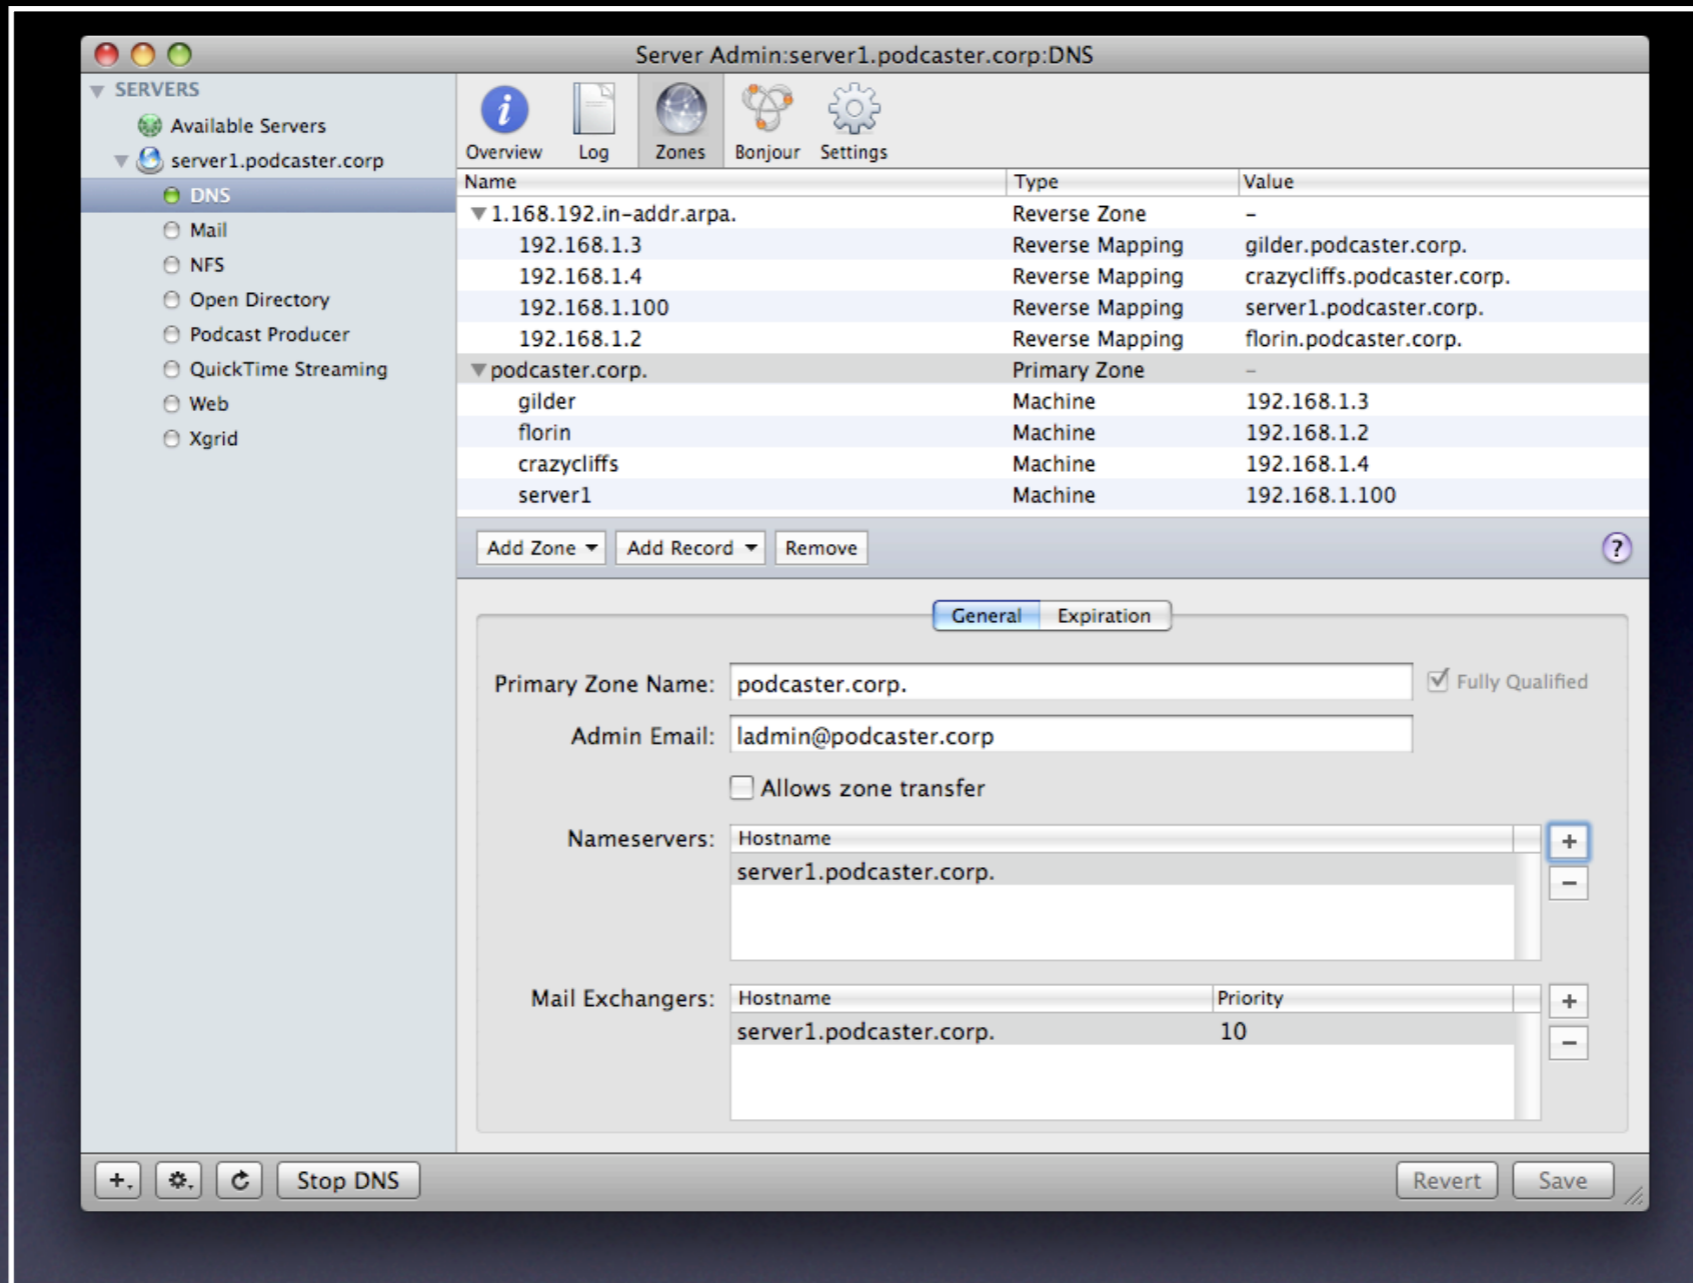 Server Admin:server1.podcaster.corp:DNS
SERVERS
Available Servers
server1.podcaster.corp
DNS
Mail
NFS
Open Directory
Podcast Producer
QuickTime Streaming
Web
Xgrid
Overview Log Zones Bonjour Settings
Name Type Value
1.168.192.in-addr.arpa. Reverse Zone –
192.168.1.3 Reverse Mapping gilder.podcaster.corp.
192.168.1.4 Reverse Mapping crazycliffs.podcaster.corp.
192.168.1.100 Reverse Mapping server1.podcaster.corp.
192.168.1.2 Reverse Mapping florin.podcaster.corp.
podcaster.corp. Primary Zone –
gilder Machine 192.168.1.3
florin Machine 192.168.1.2
crazycliffs Machine 192.168.1.4
server1 Machine 192.168.1.100
Add Zone Add Record Remove ?
General Expiration
Primary Zone Name: podcaster.corp. Fully Qualified
Admin Email: ladmin@podcaster.corp
Allows zone transfer
Nameservers: Hostname
server1.podcaster.corp.
Mail Exchangers: Hostname Priority
server1.podcaster.corp. 10
Stop DNS Revert Save